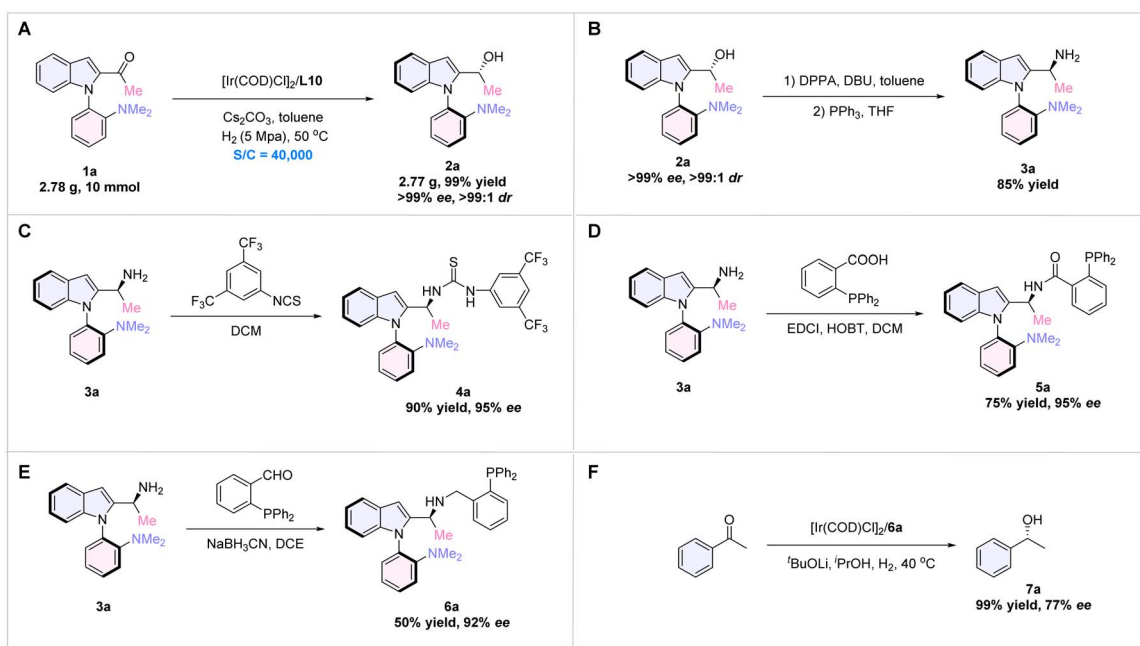 A
O
Me
N
NMe2
1a
2.78 g, 10 mmol
[Ir(COD)Cl]2/L10
Cs2CO3, toluene
H2 (5 Mpa), 50 °C
S/C = 40,000
OH
Me
N
NMe2
2a
2.77 g, 99% yield
>99% ee, >99:1 dr
B
OH
Me
N
NMe2
2a
>99% ee, >99:1 dr
1) DPPA, DBU, toluene
2) PPh3, THF
NH2
Me
N
NMe2
3a
85% yield
C
NH2
Me
N
NMe2
3a
CF3
F3C
NCS
DCM
S
HN
N
H
CF3
CF3
Me
N
NMe2
4a
90% yield, 95% ee
D
NH2
Me
N
NMe2
3a
COOH
PPh2
EDCI, HOBT, DCM
O
PPh2
HN
Me
N
NMe2
5a
75% yield, 95% ee
E
NH2
Me
N
NMe2
3a
CHO
PPh2
NaBH3CN, DCE
PPh2
HN
Me
N
NMe2
6a
50% yield, 92% ee
F
O
[Ir(COD)Cl]2/6a
tBuOLi, iPrOH, H2, 40 °C
OH
7a
99% yield, 77% ee